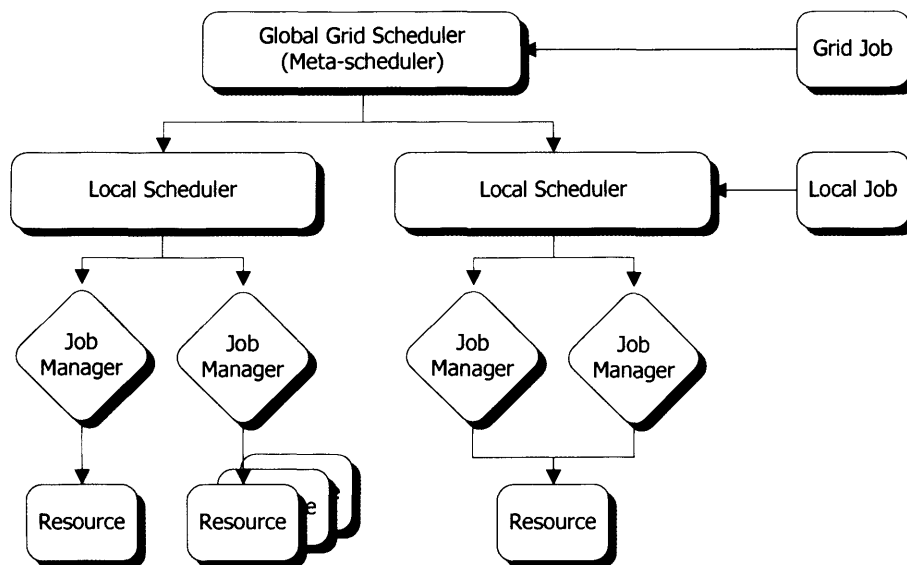 Global Grid Scheduler
(Meta-scheduler)
Grid Job
Local Scheduler
Local Scheduler
Local Job
Job
Manager
Job
Manager
Job
Manager
Job
Manager
Resource
Resource
Resource